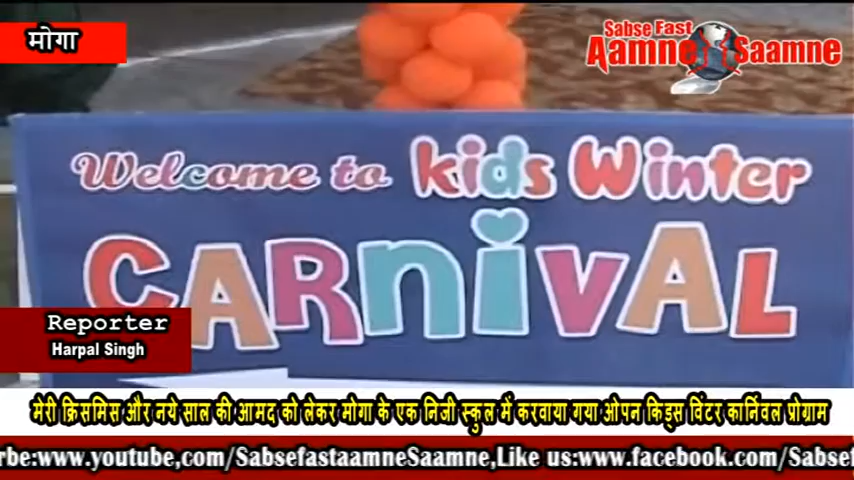 मोगा
Sabse Fast
Aamne Saamne
Welcome to kids Winter
CARNIVAL
Reporter
Harpal Singh
मेरी क्रिसमिस और नये साल की आमद को लेकर मोगा के एक निजी स्कुल में करवाया गया ओपन किड्स विंटर कार्निवल प्रोग्राम
rbe:www.youtube.com/SabsefastaamneSaamne,Like us:www.facebook.com/Sabsef